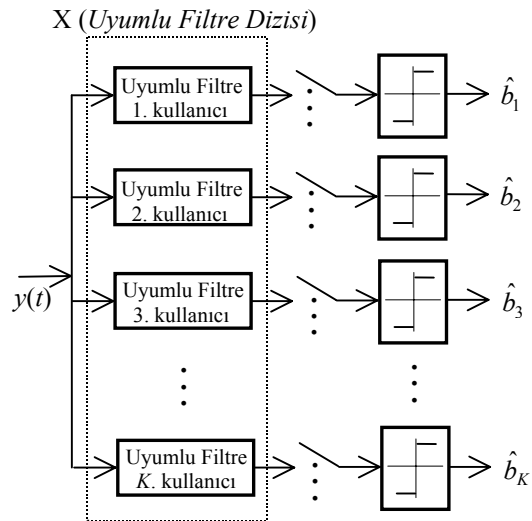 X (Uyumlu Filtre Dizisi)
Uyumlu Filtre
1. kullanıcı
b̂₁
Uyumlu Filtre
2. kullanıcı
b̂₂
y(t)
Uyumlu Filtre
3. kullanıcı
b̂₃
Uyumlu Filtre
K. kullanıcı
b̂_K